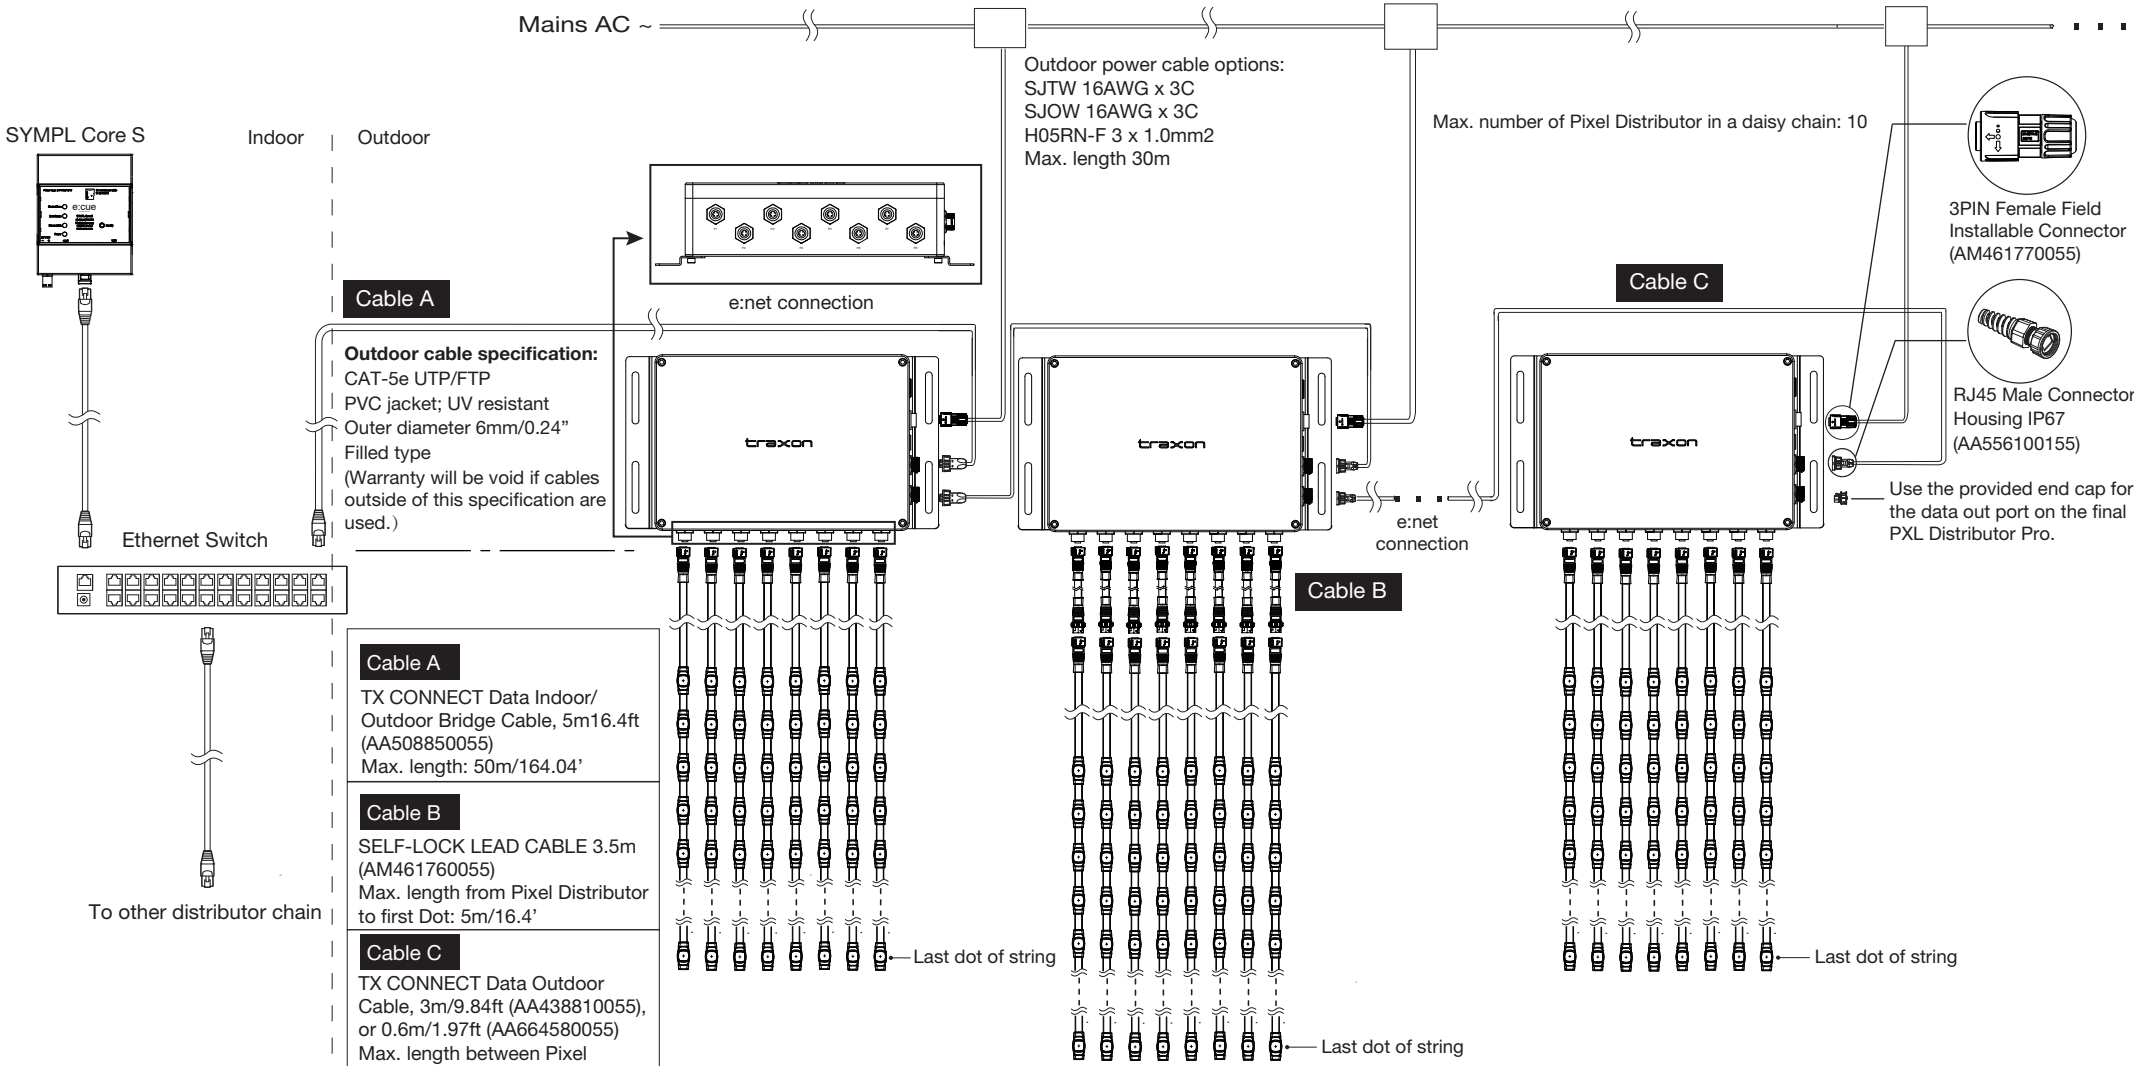 Mains AC ~
Outdoor power cable options:
SJTW 16AWG x 3C
SJOW 16AWG x 3C
H05RN-F 3 x 1.0mm2
Max. length 30m
Max. number of Pixel Distributor in a daisy chain: 10
SYMPL Core S
Indoor
Outdoor
e:cue
3PIN Female Field
Installable Connector
(AM461770055)
Cable A
e:net connection
Cable C
Outdoor cable specification:
CAT-5e UTP/FTP
PVC jacket; UV resistant
Outer diameter 6mm/0.24”
Filled type
(Warranty will be void if cables
outside of this specification are
used.)
traxon
traxon
traxon
RJ45 Male Connector
Housing IP67
(AA556100155)
Use the provided end cap for
the data out port on the final
PXL Distributor Pro.
e:net
connection
Ethernet Switch
Cable B
Cable A
TX CONNECT Data Indoor/
Outdoor Bridge Cable, 5m16.4ft
(AA508850055)
Max. length: 50m/164.04’
Cable B
SELF-LOCK LEAD CABLE 3.5m
(AM461760055)
Max. length from Pixel Distributor
to first Dot: 5m/16.4’
Cable C
TX CONNECT Data Outdoor
Cable, 3m/9.84ft (AA438810055),
or 0.6m/1.97ft (AA664580055)
Max. length between Pixel
To other distributor chain
Last dot of string
Last dot of string
Last dot of string